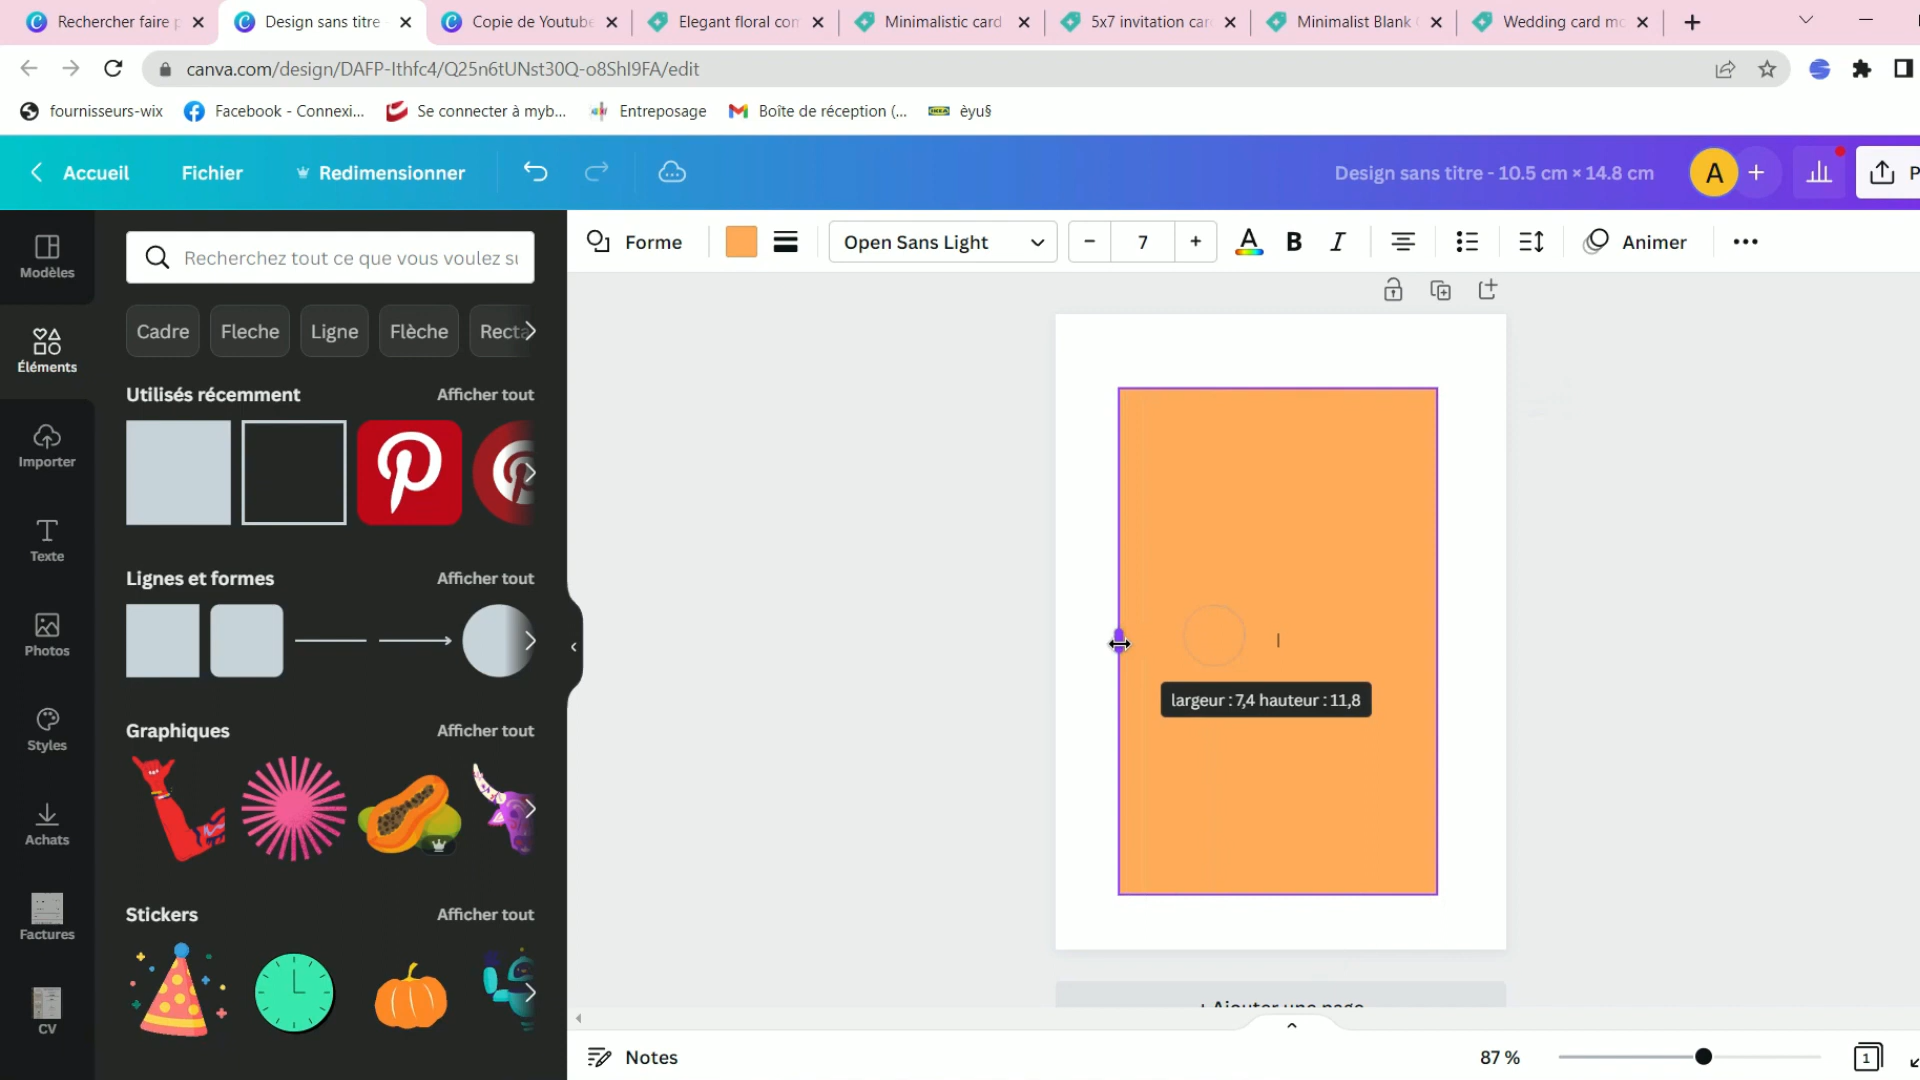 Rechercher faire
Design sans titre
Copie de Youtube
Elegant floral
Minimalistic card
5x7 invitation
Minimalist Blank
Wedding card
canva.com/design/DAFP-Ithfc4/Q25n6tUNst30Q-o8ShI9FA/edit
fournisseurs-wix
Facebook - Connexi...
Se connecter à myb...
Entreposage
Boîte de réception (...
èyu§
Accueil
Fichier
Redimensionner
Design sans titre - 10.5 cm × 14.8 cm
A
Forme
Open Sans Light
7
A
B
I
Animer
Modèles
Éléments
Importer
Texte
Photos
Styles
Achats
Factures
CV
Recherchez tout ce que vous voulez
Cadre
Fleche
Ligne
Flèche
Utilisés récemment
Afficher tout
Lignes et formes
Afficher tout
Graphiques
Afficher tout
Stickers
Afficher tout
largeur : 7,4 hauteur : 11,8
+ Ajouter une page
Notes
87 %
1